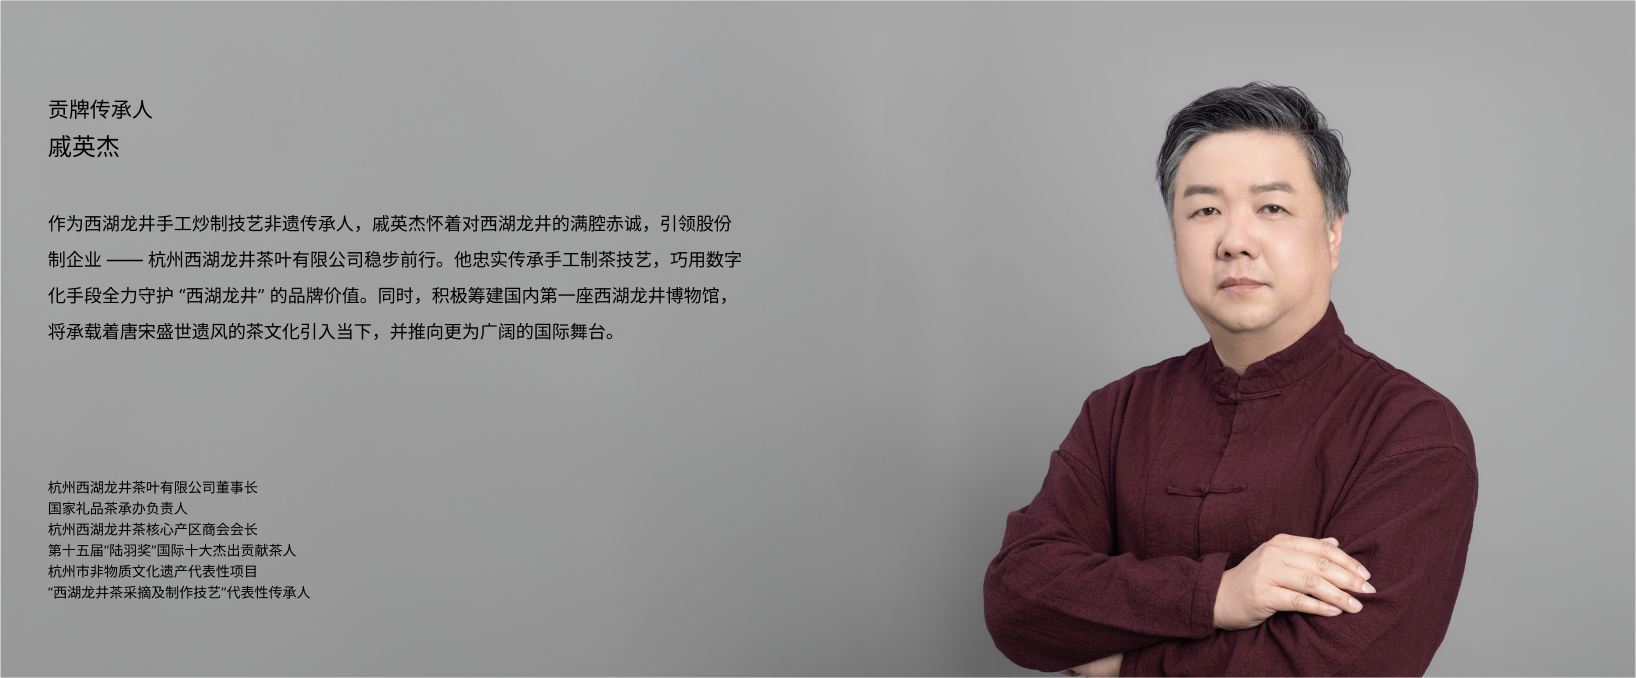 贡牌传承人
戚英杰
作为西湖龙井手工炒制技艺非遗传承人，戚英杰怀着对西湖龙井的满腔赤诚，引领股份
制企业 —— 杭州西湖龙井茶叶有限公司稳步前行。他忠实传承手工制茶技艺，巧用数字
化手段全力守护 “西湖龙井” 的品牌价值。同时，积极筹建国内第一座西湖龙井博物馆，
将承载着唐宋盛世遗风的茶文化引入当下，并推向更为广阔的国际舞台。
杭州西湖龙井茶叶有限公司董事长
国家礼品茶承办负责人
杭州西湖龙井茶核心产区商会会长
第十五届“陆羽奖”国际十大杰出贡献茶人
杭州市非物质文化遗产代表性项目
“西湖龙井茶采摘及制作技艺”代表性传承人